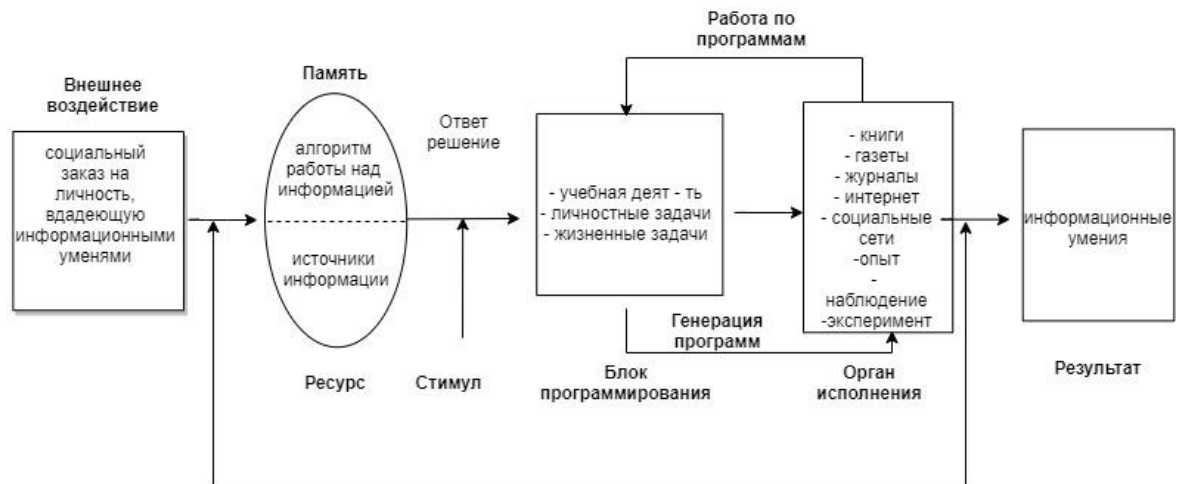 Внешнее
воздействие
социальный
заказ на
личность,
вдадеющую
информационными
уменями
Память
алгоритм
работы над
информацией
источники
информации
Ресурс
Ответ
решение
Стимул
- учебная деят - ть
- личностные задачи
- жизненные задачи
Блок
программирования
Работа по
программам
Генерация
программ
- книги
- газеты
- журналы
- интернет
- социальные
сети
-опыт
-
наблюдение
-эксперимент
Орган
исполнения
информационные
умения
Результат